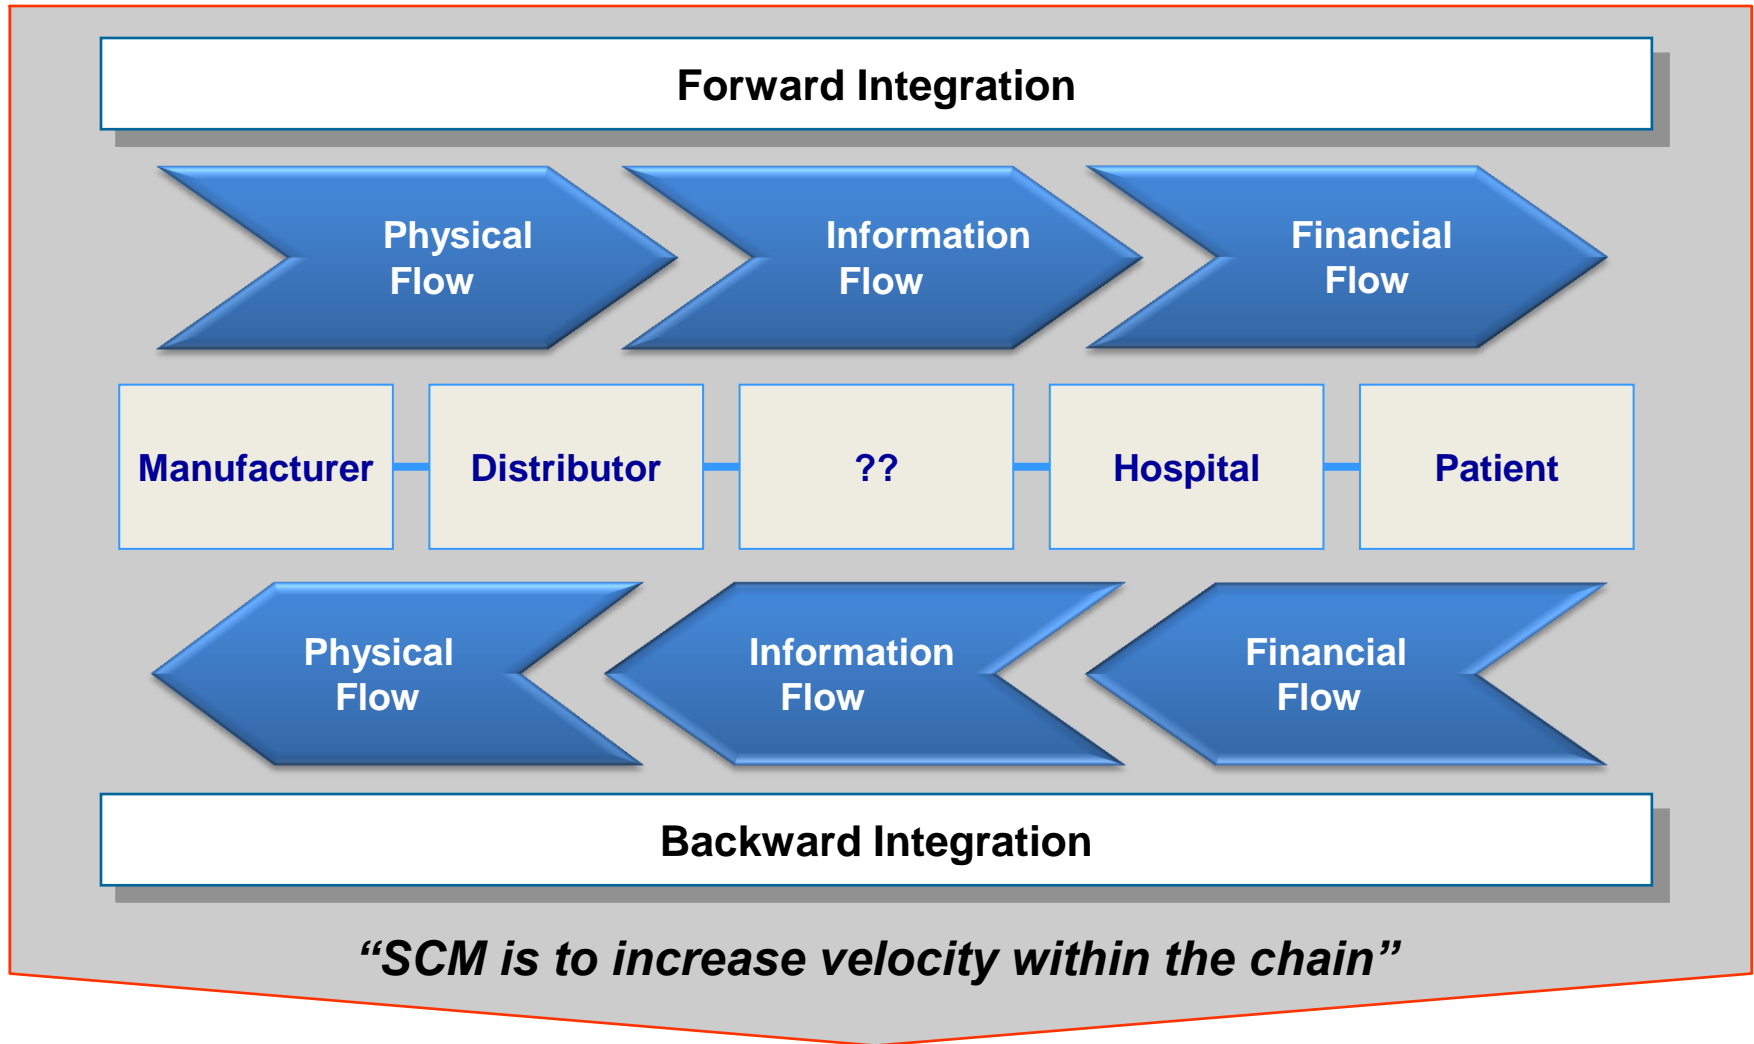 Forward Integration
Physical
Flow
Information
Flow
Financial
Flow
Manufacturer
Distributor
??
Hospital
Patient
Physical
Flow
Information
Flow
Financial
Flow
Backward Integration
“SCM is to increase velocity within the chain”